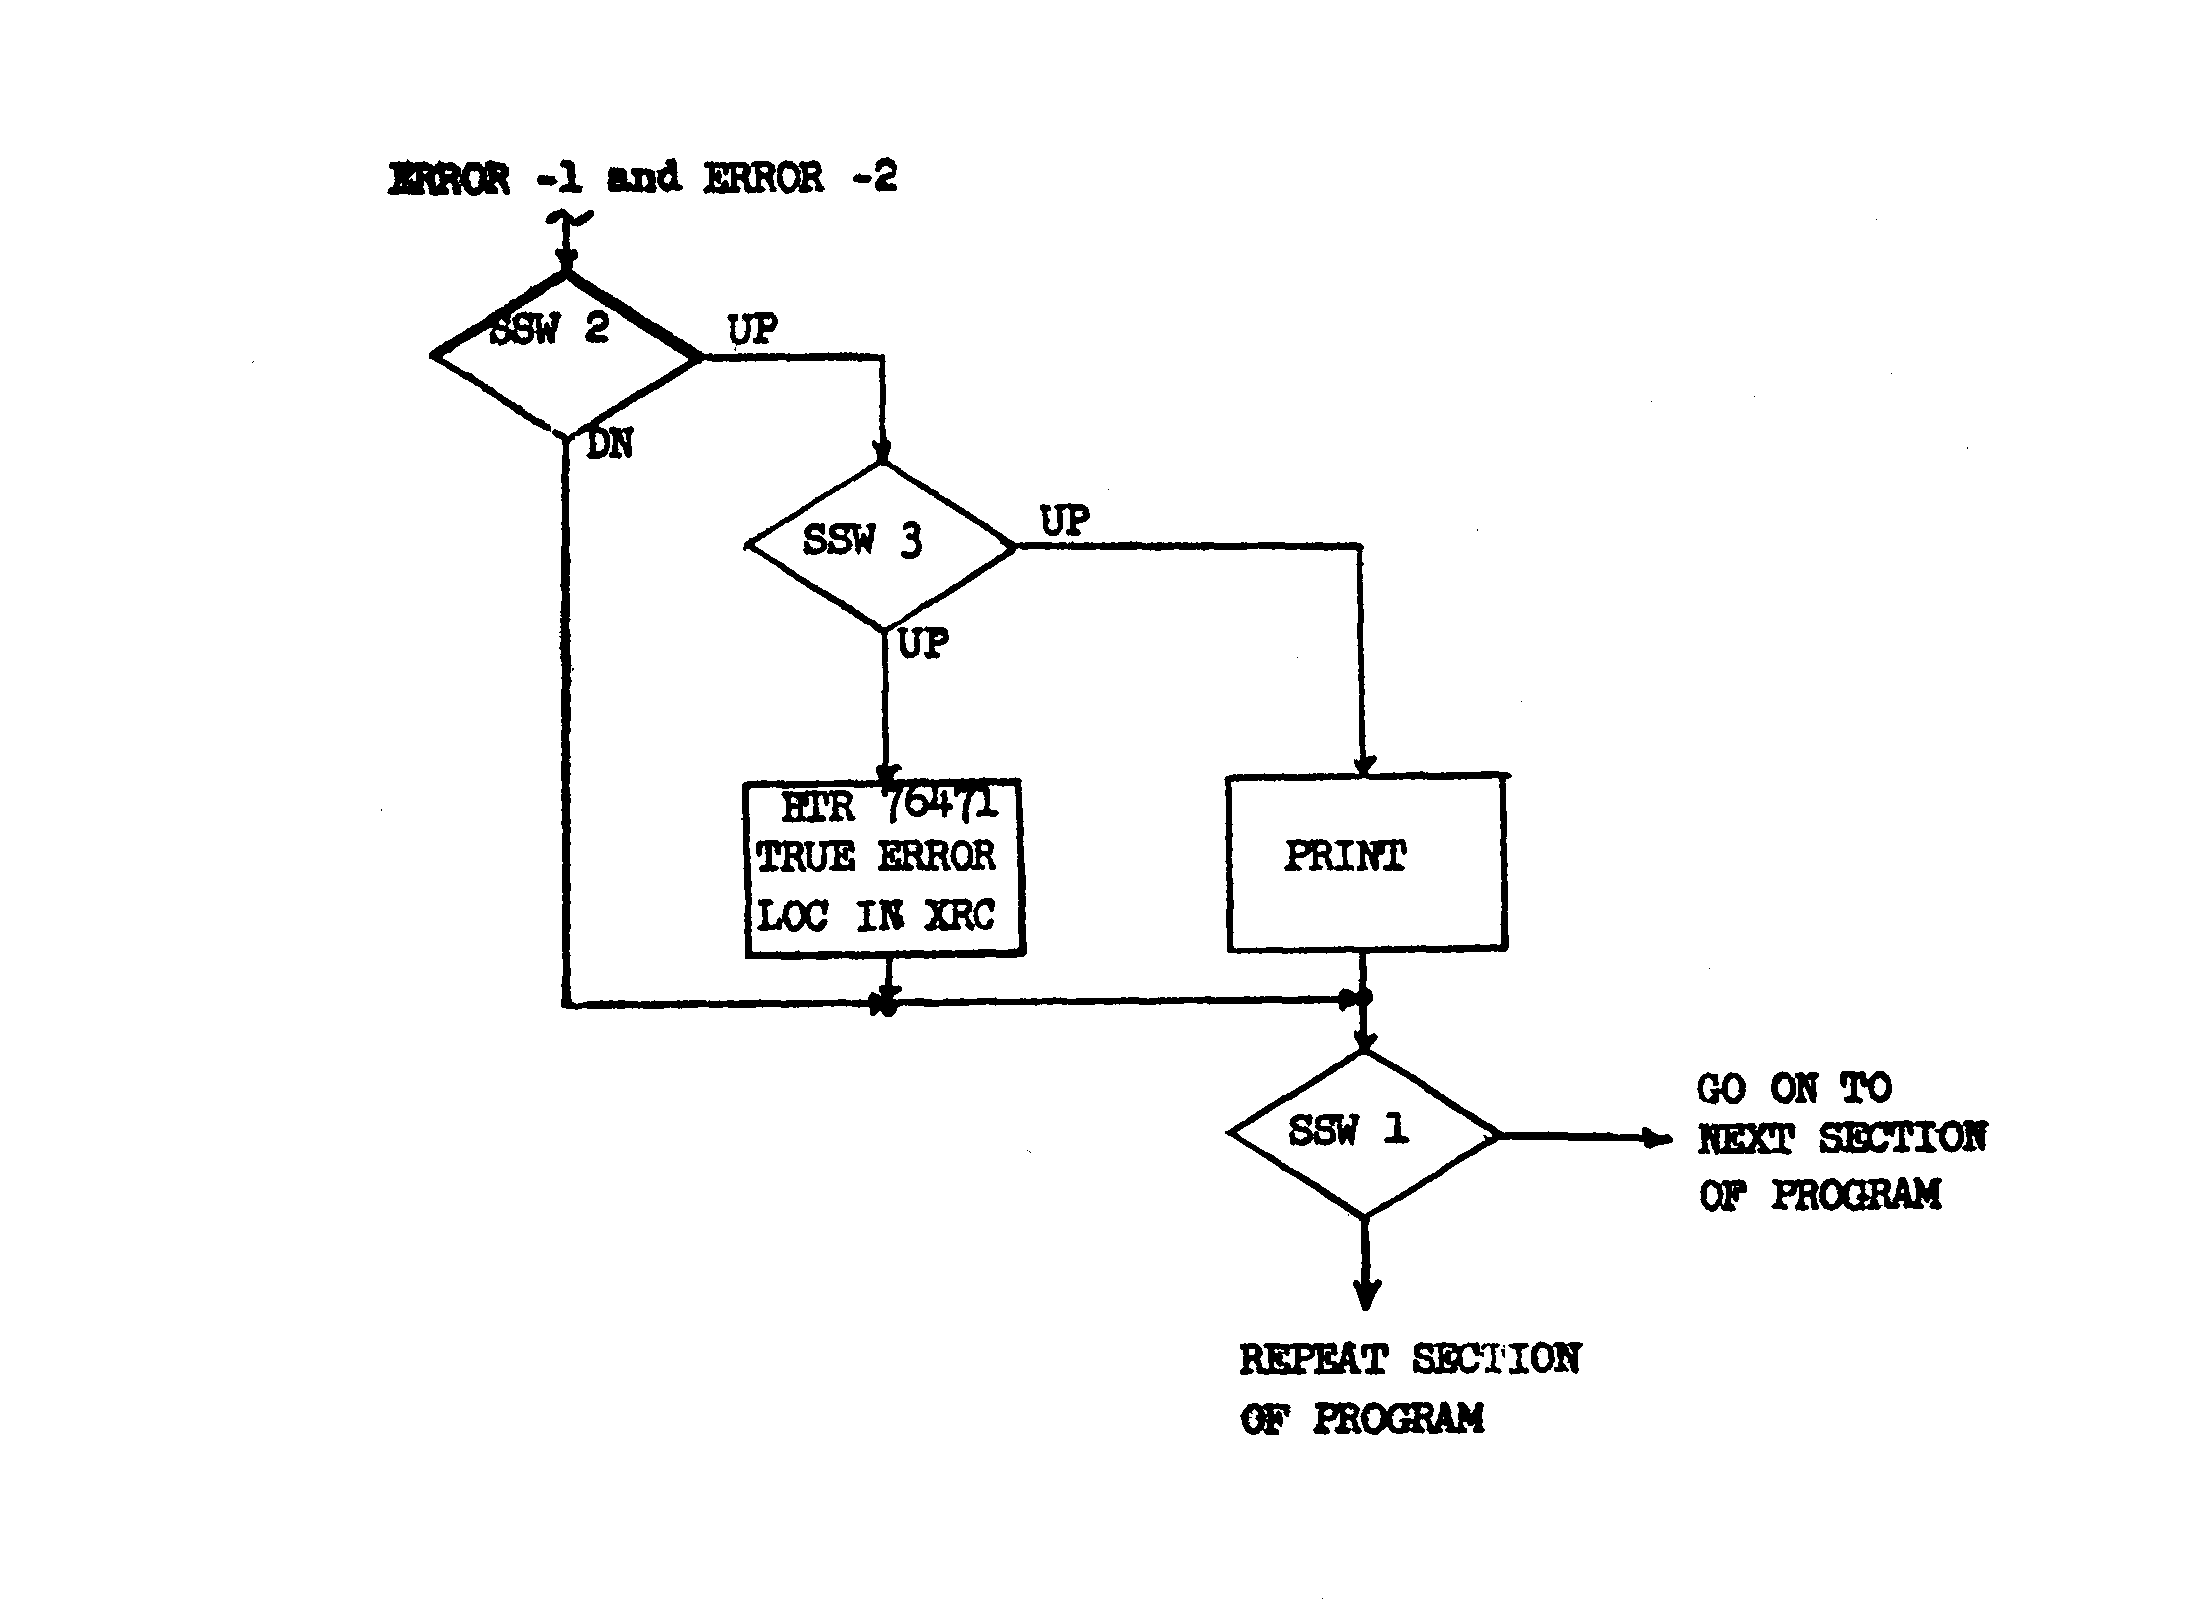 ERROR -1 and ERROR -2
SSW 2
UP
DN
SSW 3
UP
UP
HTR 76471
TRUE ERROR
LOC IN XRC
PRINT
SSW 1
GO ON TO
NEXT SECTION
OF PROGRAM
REPEAT SECTION
OF PROGRAM